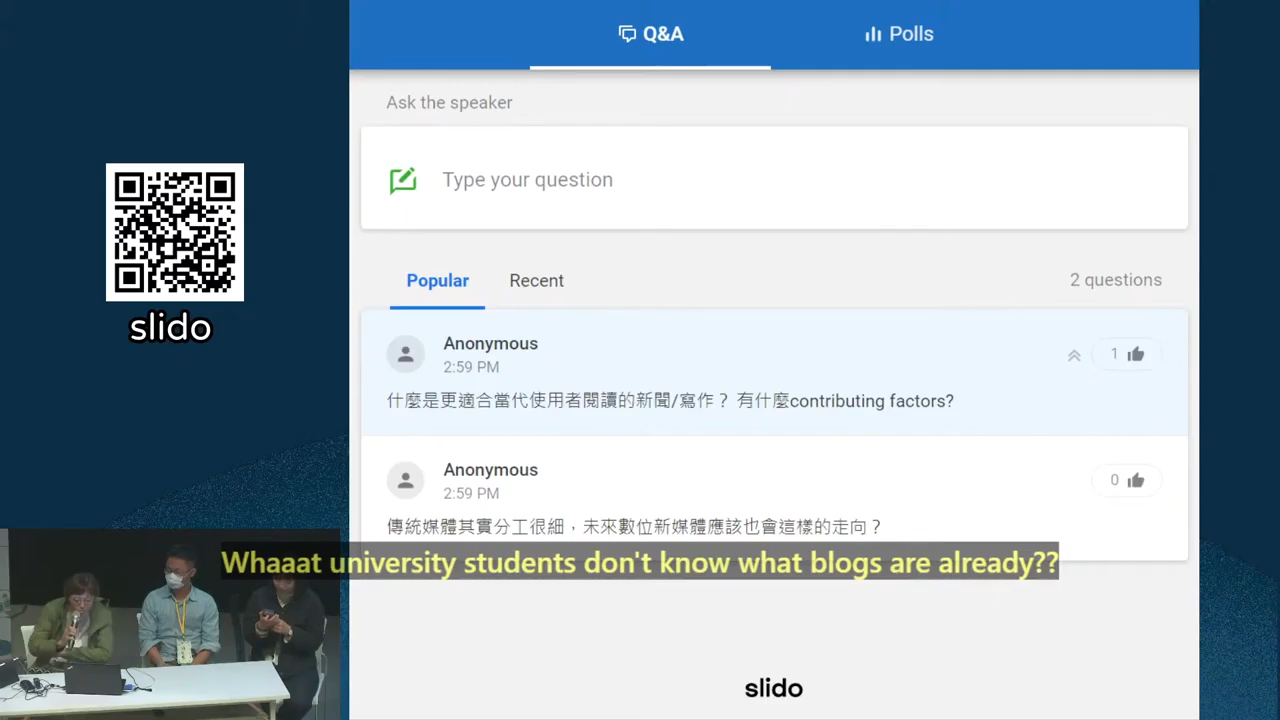 Q&A
Polls
Ask the speaker
Type your question
slido
Popular
Recent
2 questions
Anonymous
2:59 PM
1
什麼是更適合當代使用者閱讀的新聞/寫作？ 有什麼contributing factors?
Anonymous
2:59 PM
0
傳統媒體其實分工很細，未來數位新媒體應該也會這樣的走向？
Whaaat university students don't know what blogs are already??
slido